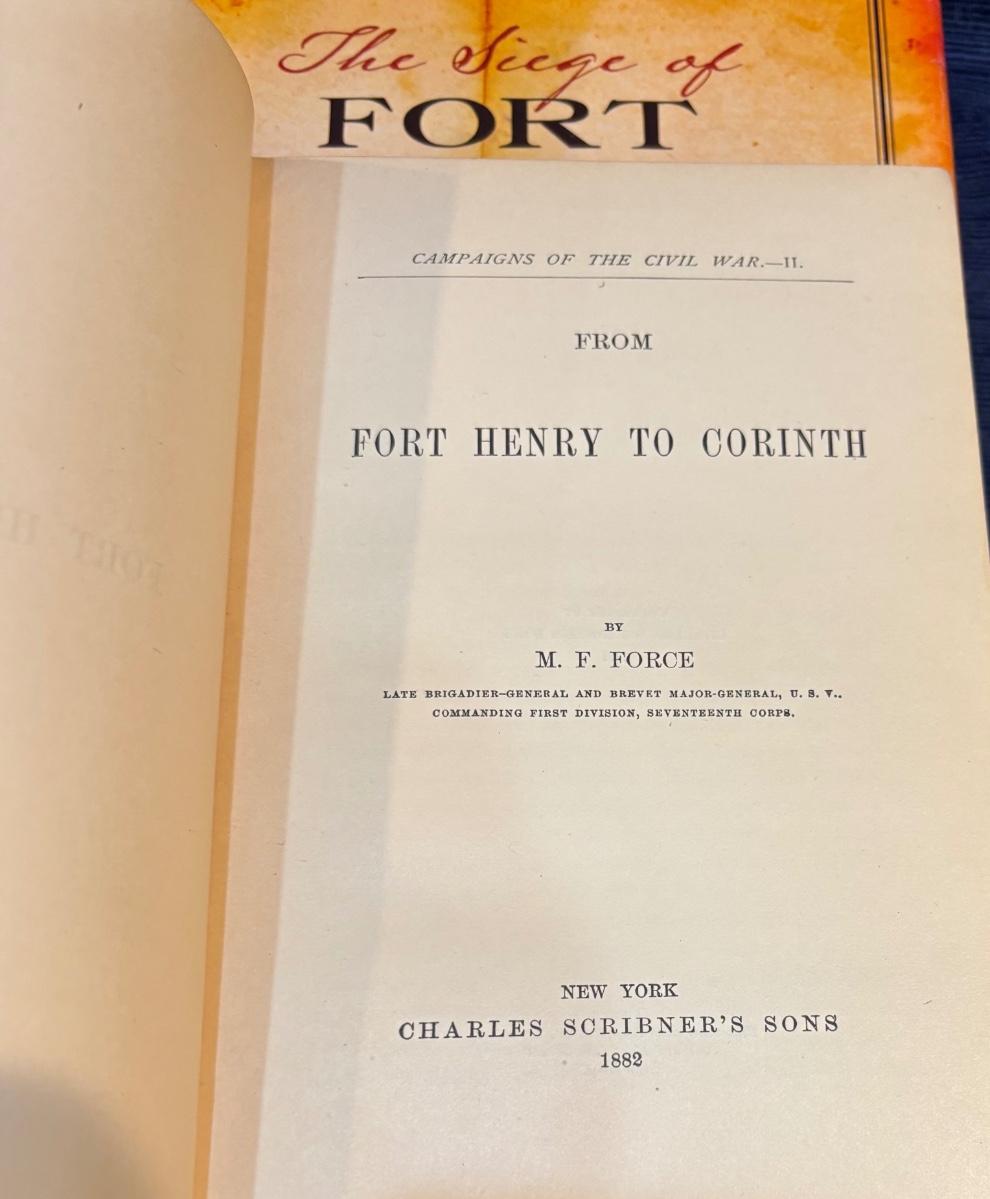 The Siege of
FORT
CAMPAIGNS OF THE CIVIL WAR.—II.
FROM
FORT HENRY TO CORINTH
BY
M. F. FORCE
LATE BRIGADIER-GENERAL AND BREVET MAJOR-GENERAL, U. S. V.,
COMMANDING FIRST DIVISION, SEVENTEENTH CORPS.
NEW YORK
CHARLES SCRIBNER'S SONS
1882
FORT H